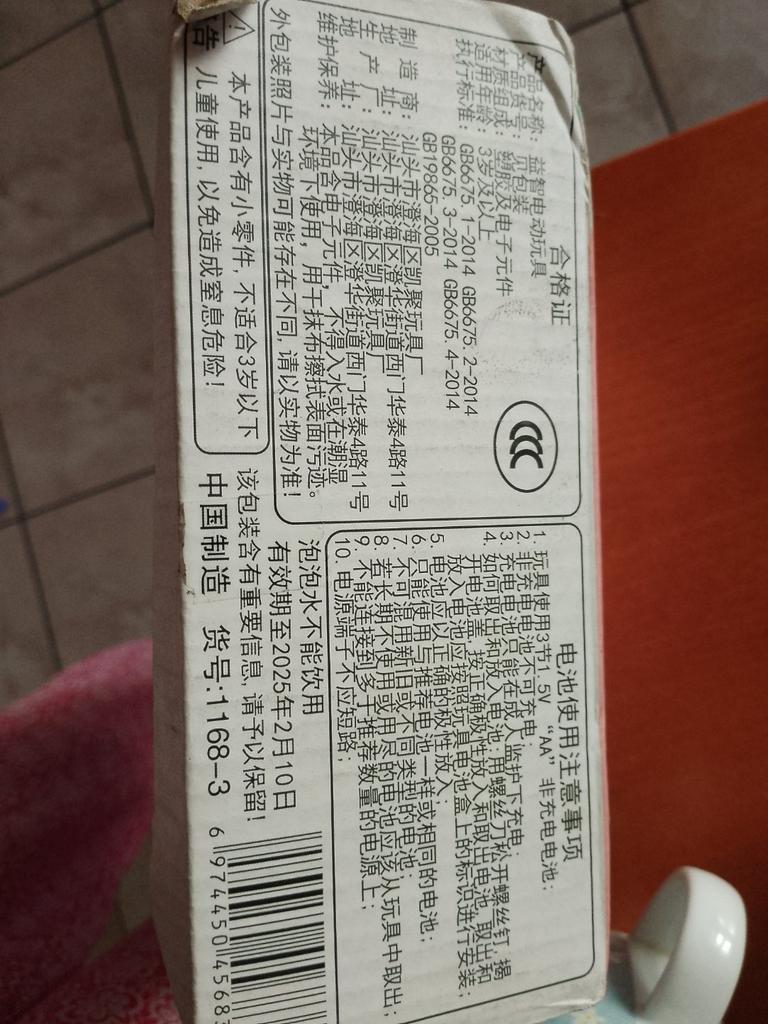 合格证
产品名称：益智电动玩具
产品货号：见包装
材质组成：塑胶及电子元件
适用年龄：3岁及以上
执行标准：GB6675.1-2014 GB6675.2-2014
GB6675.3-2014 GB6675.4-2014
GB19865-2005
制造商：汕头市澄海区凯聚玩具厂
地址：汕头市澄海区澄华街道西门华泰4路11号
生产厂：汕头市澄海区凯聚玩具厂
地址：汕头市澄海区澄华街道西门华泰4路11号
维护保养：本品含电子元件，不得入水或在潮湿
环境下使用，用干抹布擦拭表面污迹。
外包装照片与实物可能存在不同，请以实物为准！
本产品含有小零件，不适合3岁以下
儿童使用，以免造成窒息危险！
电池使用注意事项
1. 玩具使用3节1.5V “AA” 非充电电池；
2. 非充电电池不可充电；
3. 充电电池只能在成人监护下充电；
4. 如何取出和放入电池：用螺丝刀松开螺丝钉，揭
开电池盖，按正确极性放入和取出电池，取出和
放入电池应按照玩具电池盒上的标识进行安装；
5. 电池应以正确的极性放入；
6. 只能使用与推荐电池一样或相同的电池；
7. 不可混用新旧或不同类型的电池；
8. 若长期不使用或用尽的电池应该从玩具中取出；
9. 不能连接到多于推荐数量的电源上；
10. 电源端子不应短路；
泡泡水不能饮用
有效期至2025年2月10日
该包装含有重要信息，请予以保留！
中国制造 货号:1168-3
6 974450 4568